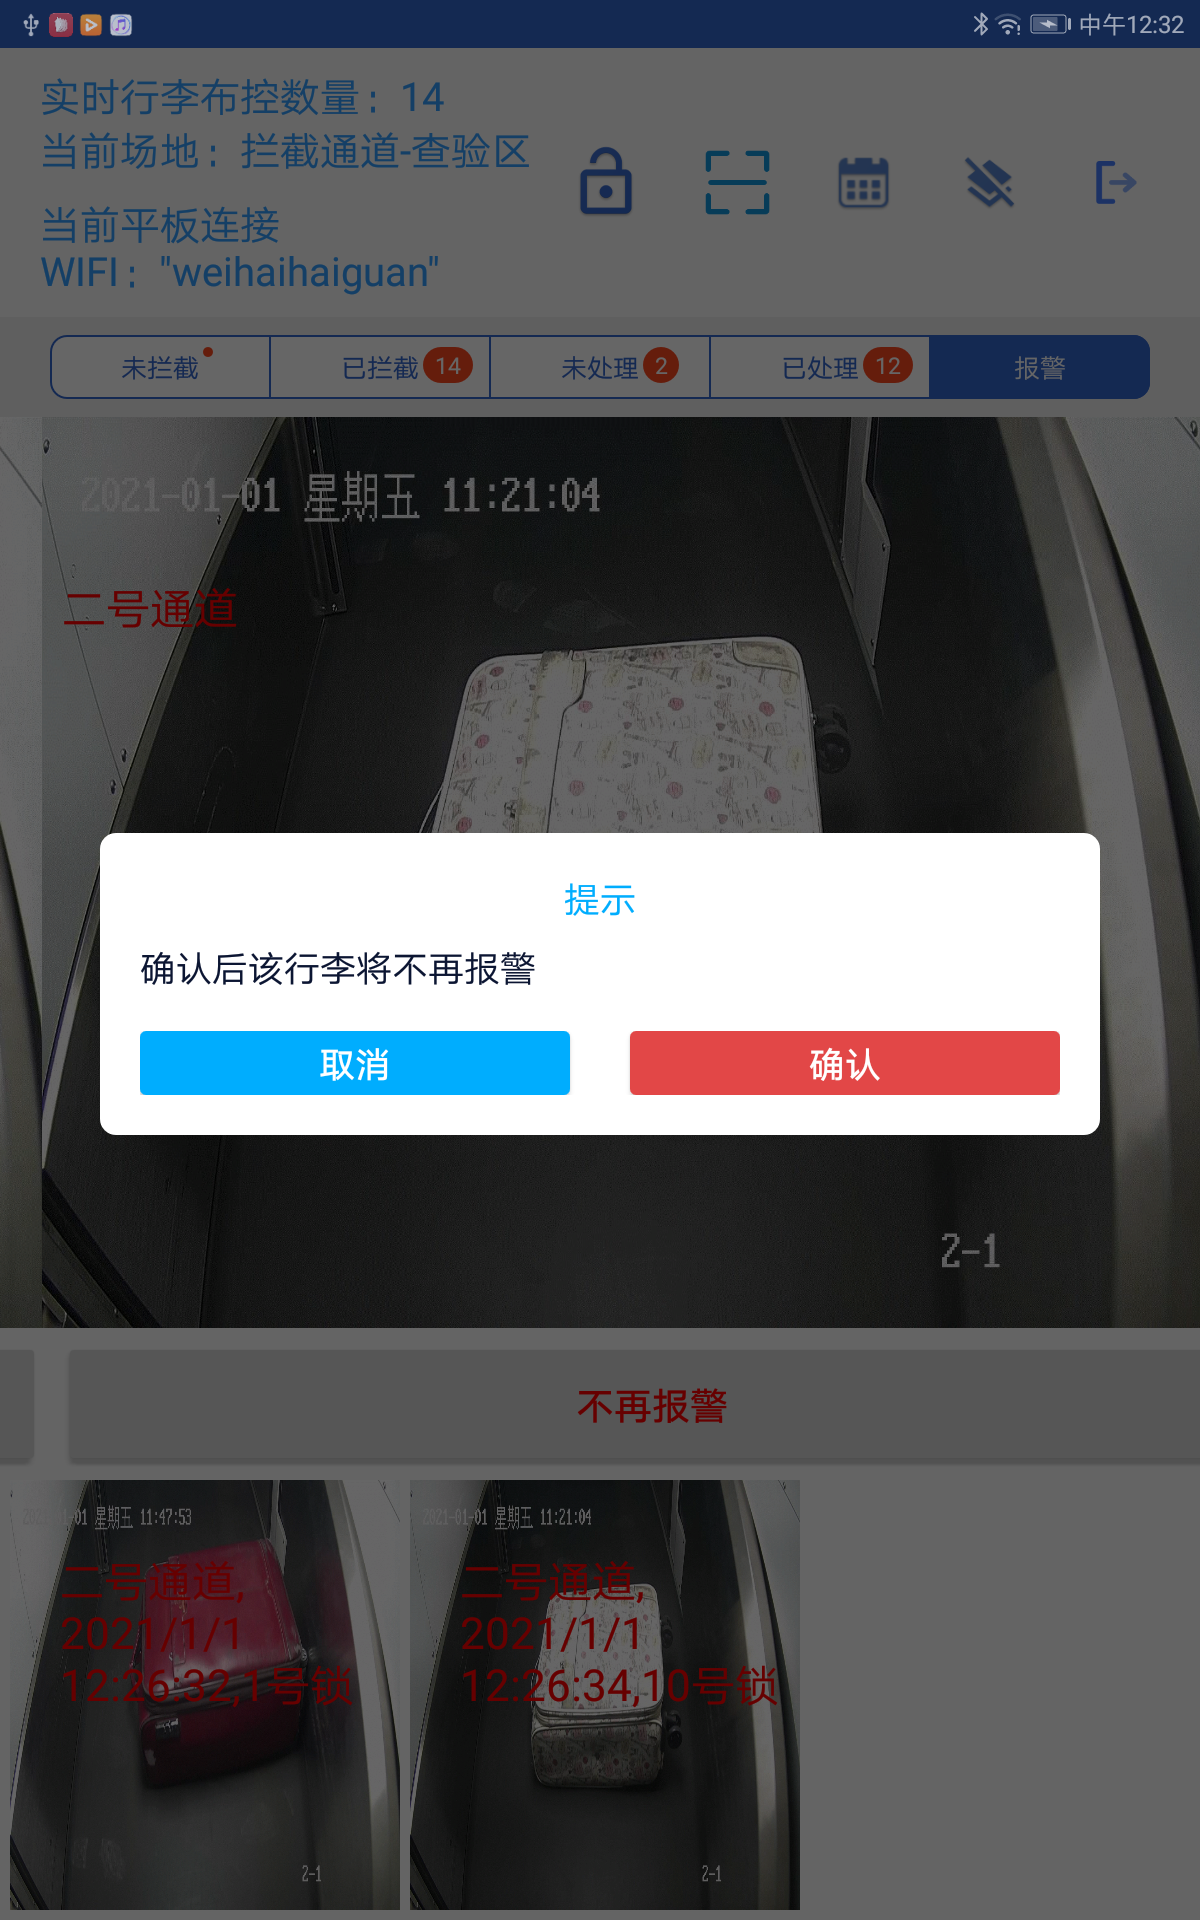 中午12:32
实时行李布控数量：14
当前场地：拦截通道-查验区
当前平板连接
WIFI："weihaihaiguan"
未拦截
已拦截 14
未处理 2
已处理 12
报警
2021-01-01 星期五 11:21:04
二号通道
提示
确认后该行李将不再报警
取消
确认
2-1
不再报警
-01 星期五 11:47:53
二号通道,
2021/1/1
12:26:32,1号锁
2-1
2021-01-01 星期五 11:21:04
二号通道,
2021/1/1
12:26:34,10号锁
2-1